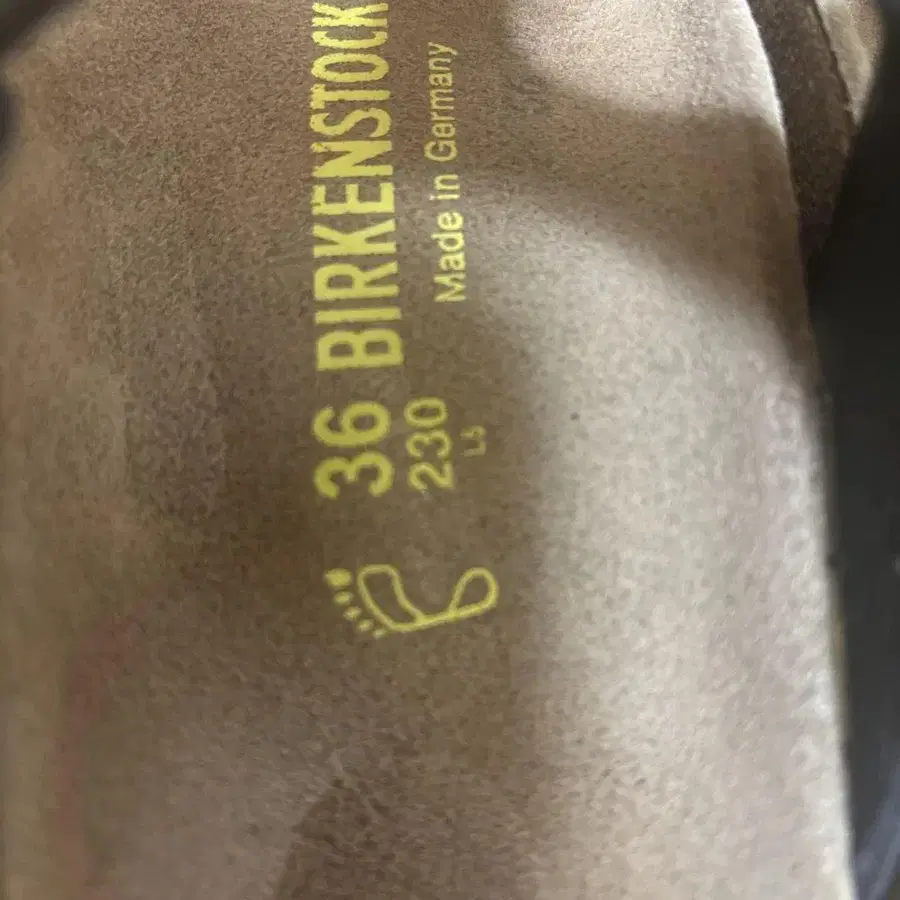 36 BIRKENSTOCK
230 Made in Germany
L5